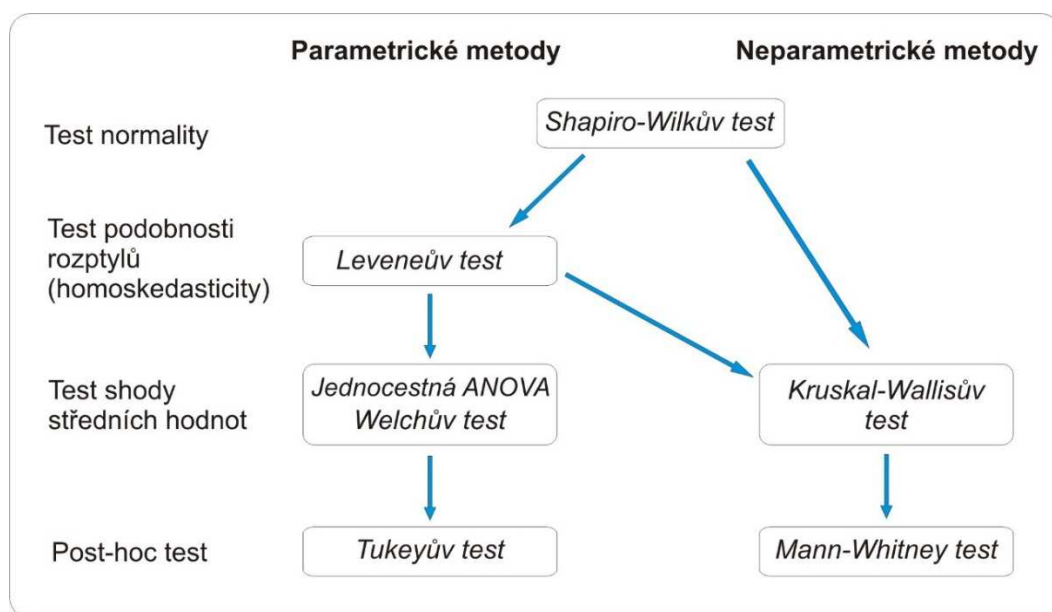 Parametrické metody
Neparametrické metody
Test normality
Shapiro-Wilkův test
Test podobnosti
rozptylů
(homoskedasticity)
Leveneův test
Test shody
středních hodnot
Jednocestná ANOVA
Welchův test
Kruskal-Wallisův
test
Post-hoc test
Tukeyův test
Mann-Whitney test